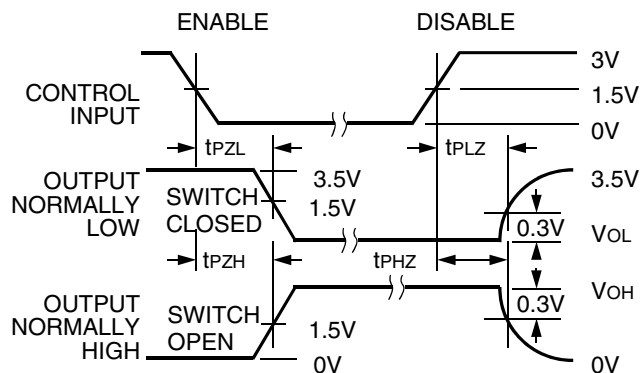 ENABLE DISABLE
3V
CONTROL
INPUT
1.5V
0V
tPZL tPLZ
OUTPUT
NORMALLY
LOW
SWITCH
CLOSED
3.5V
1.5V
3.5V
0.3V
VOL
tPZH tPHZ
OUTPUT
NORMALLY
HIGH
SWITCH
OPEN
1.5V
0V
VOH
0.3V
0V